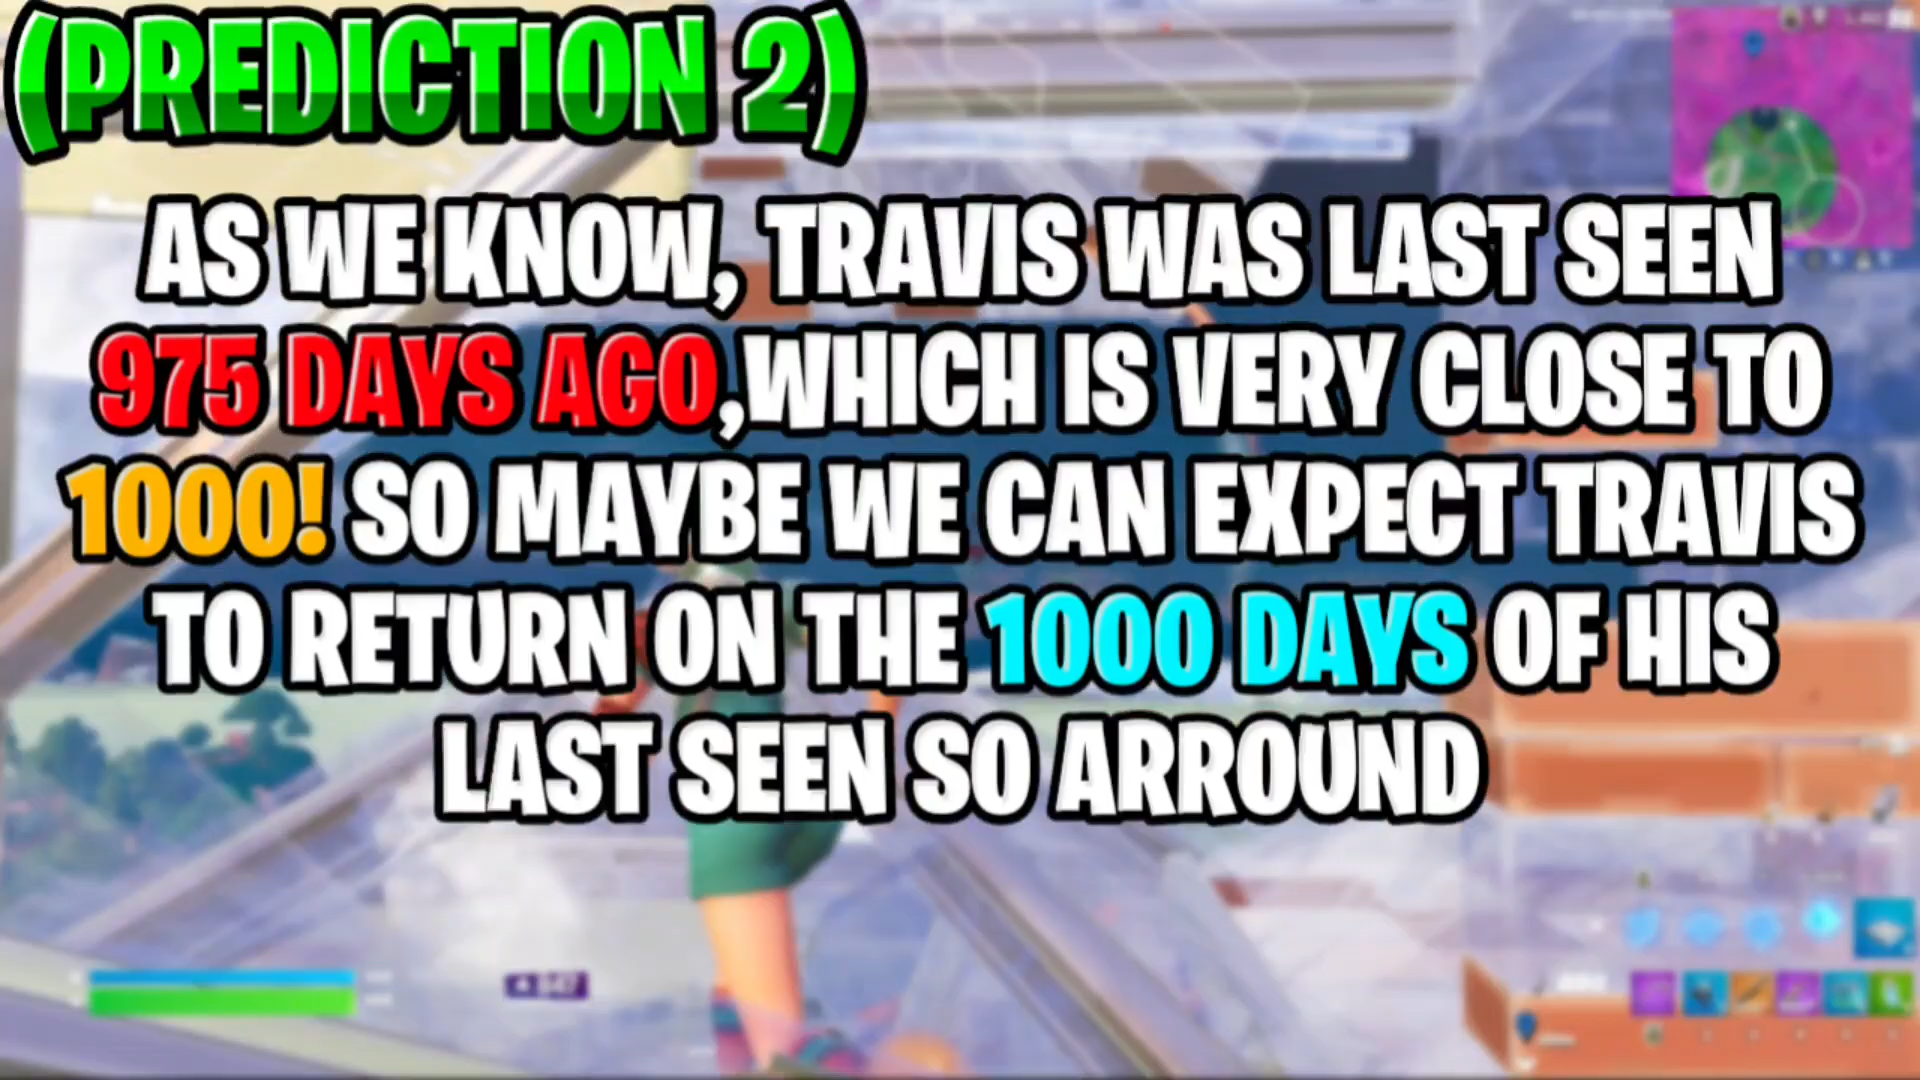 (PREDICTION 2)
AS WE KNOW, TRAVIS WAS LAST SEEN
975 DAYS AGO,WHICH IS VERY CLOSE TO
1000! SO MAYBE WE CAN EXPECT TRAVIS
TO RETURN ON THE 1000 DAYS OF HIS
LAST SEEN SO ARROUND